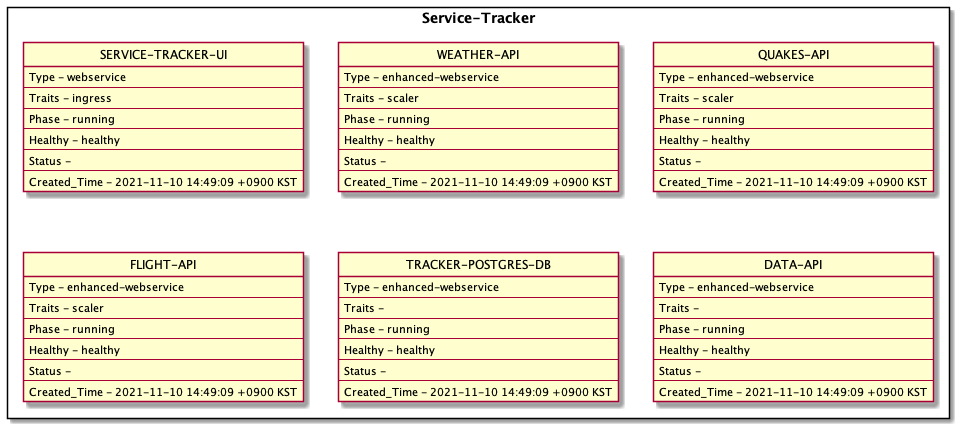 Service-Tracker
SERVICE-TRACKER-UI
Type - webservice
Traits - ingress
Phase - running
Healthy - healthy
Status -
Created_Time - 2021-11-10 14:49:09 +0900 KST
WEATHER-API
Type - enhanced-webservice
Traits - scaler
Phase - running
Healthy - healthy
Status -
Created_Time - 2021-11-10 14:49:09 +0900 KST
QUAKES-API
Type - enhanced-webservice
Traits - scaler
Phase - running
Healthy - healthy
Status -
Created_Time - 2021-11-10 14:49:09 +0900 KST
FLIGHT-API
Type - enhanced-webservice
Traits - scaler
Phase - running
Healthy - healthy
Status -
Created_Time - 2021-11-10 14:49:09 +0900 KST
TRACKER-POSTGRES-DB
Type - enhanced-webservice
Traits -
Phase - running
Healthy - healthy
Status -
Created_Time - 2021-11-10 14:49:09 +0900 KST
DATA-API
Type - enhanced-webservice
Traits -
Phase - running
Healthy - healthy
Status -
Created_Time - 2021-11-10 14:49:09 +0900 KST